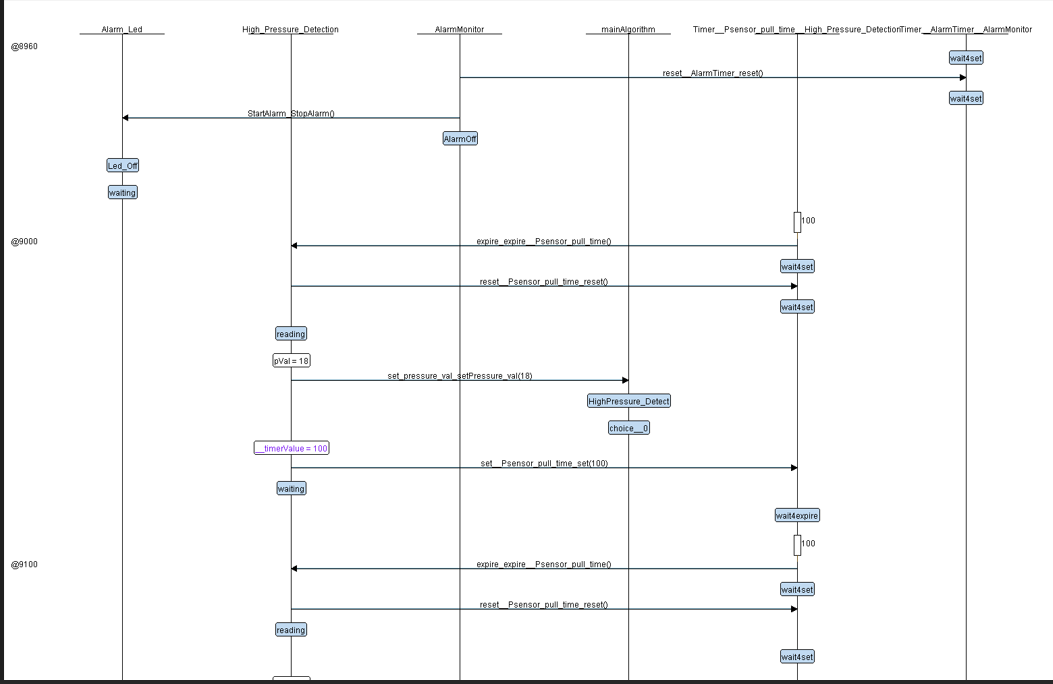 Alarm_Led
High_Pressure_Detection
AlarmMonitor
mainAlgorithm
Timer__Psensor_pull_time__High_Pressure_Detection
Timer__AlarmTimer__AlarmMonitor
@8960
wait4set
reset__AlarmTimer_reset()
wait4set
StartAlarm_StopAlarm()
AlarmOff
Led_Off
waiting
100
@9000
expire_expire__Psensor_pull_time()
wait4set
reset__Psensor_pull_time_reset()
wait4set
reading
pVal = 18
set_pressure_val_setPressure_val(18)
HighPressure_Detect
choice__0
__timerValue = 100
set__Psensor_pull_time_set(100)
waiting
wait4expire
100
@9100
expire_expire__Psensor_pull_time()
wait4set
reset__Psensor_pull_time_reset()
reading
wait4set